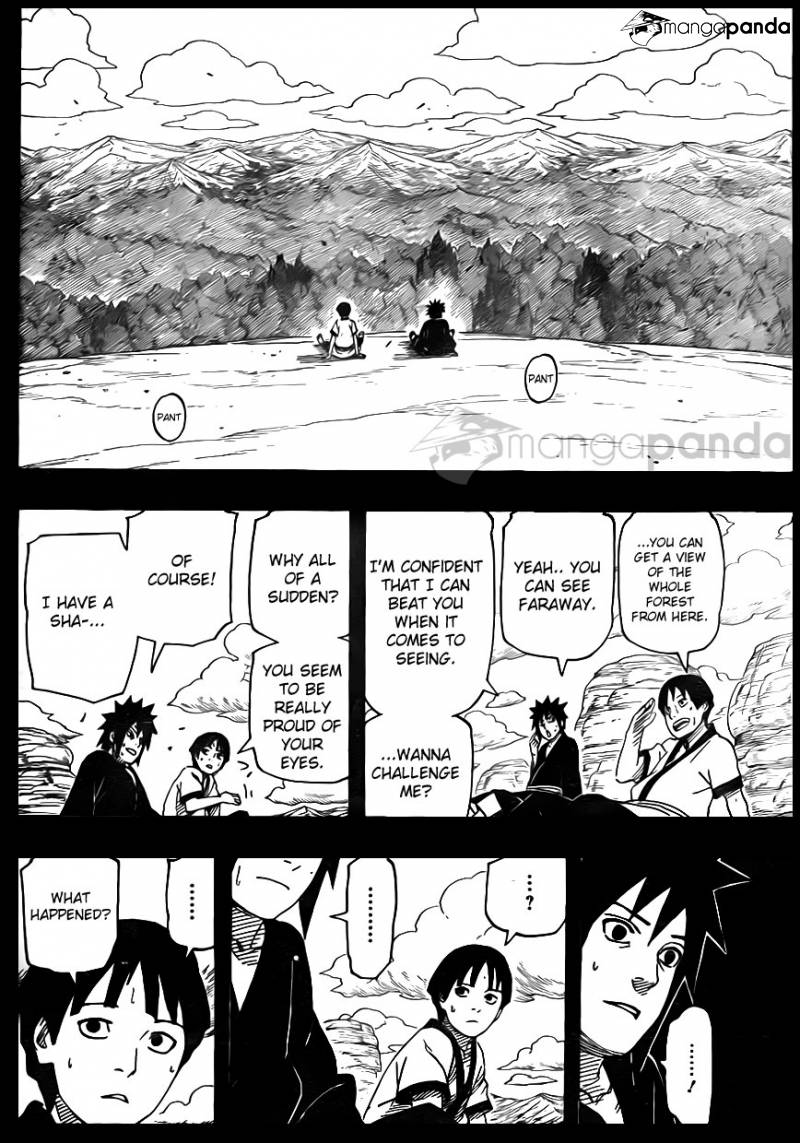 mangapanda
PANT
PANT
mangapanda
...YOU CAN
GET A VIEW
OF THE
WHOLE
FOREST
FROM HERE.
YEAH.. YOU
CAN SEE
FARAWAY.
I'M CONFIDENT
THAT I CAN
BEAT YOU
WHEN IT
COMES TO
SEEING.
...WANNA
CHALLENGE
ME?
WHY ALL
OF A
SUDDEN?
YOU SEEM
TO BE
REALLY
PROUD OF
YOUR
EYES.
OF
COURSE!
I HAVE A
SHA-...
......!
...?
......
......
WHAT
HAPPENED?